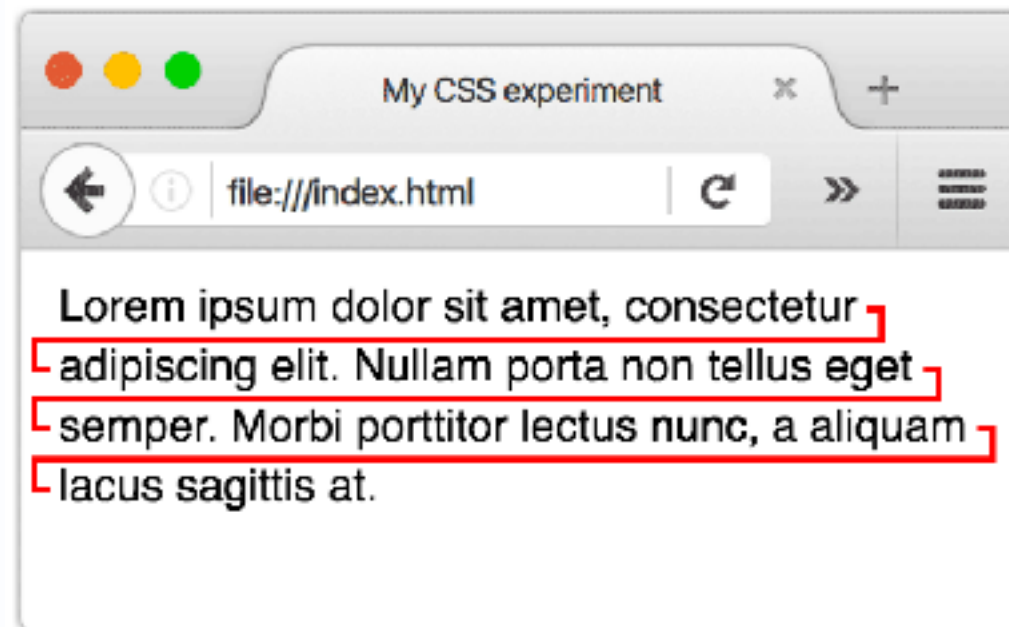 My CSS experiment
file:///index.html
Lorem ipsum dolor sit amet, consectetur
adipiscing elit. Nullam porta non tellus eget
semper. Morbi porttitor lectus nunc, a aliquam
lacus sagittis at.